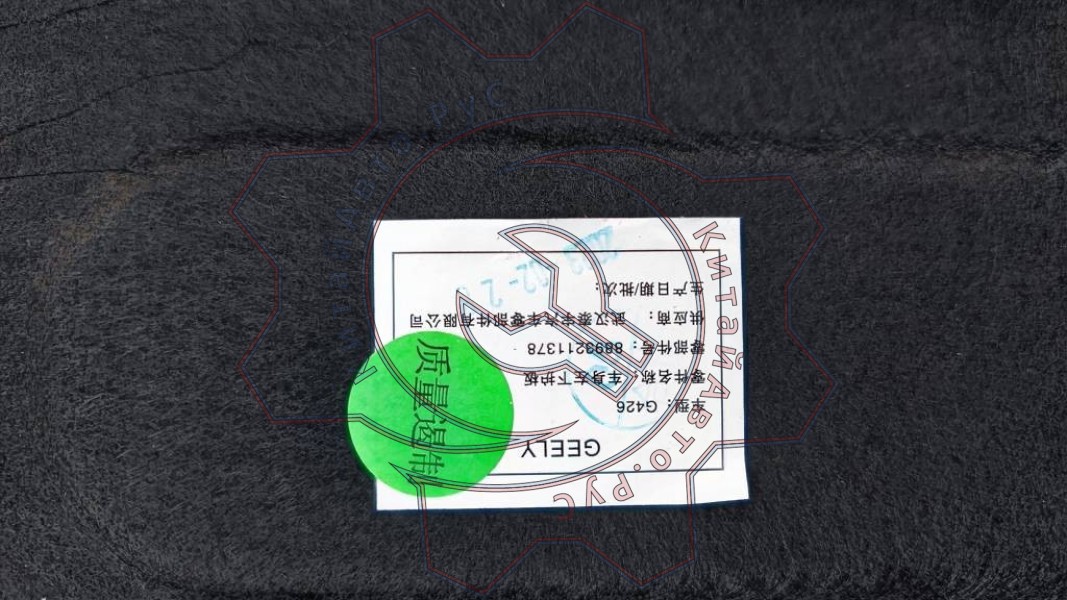 GEELY
车型: G426
零件名称: 车身左下护板
零部件号: 8893211378
供应商: 武汉泰宇汽车零部件有限公司
生产日期/批次:
质量
КитайАвто.Рус